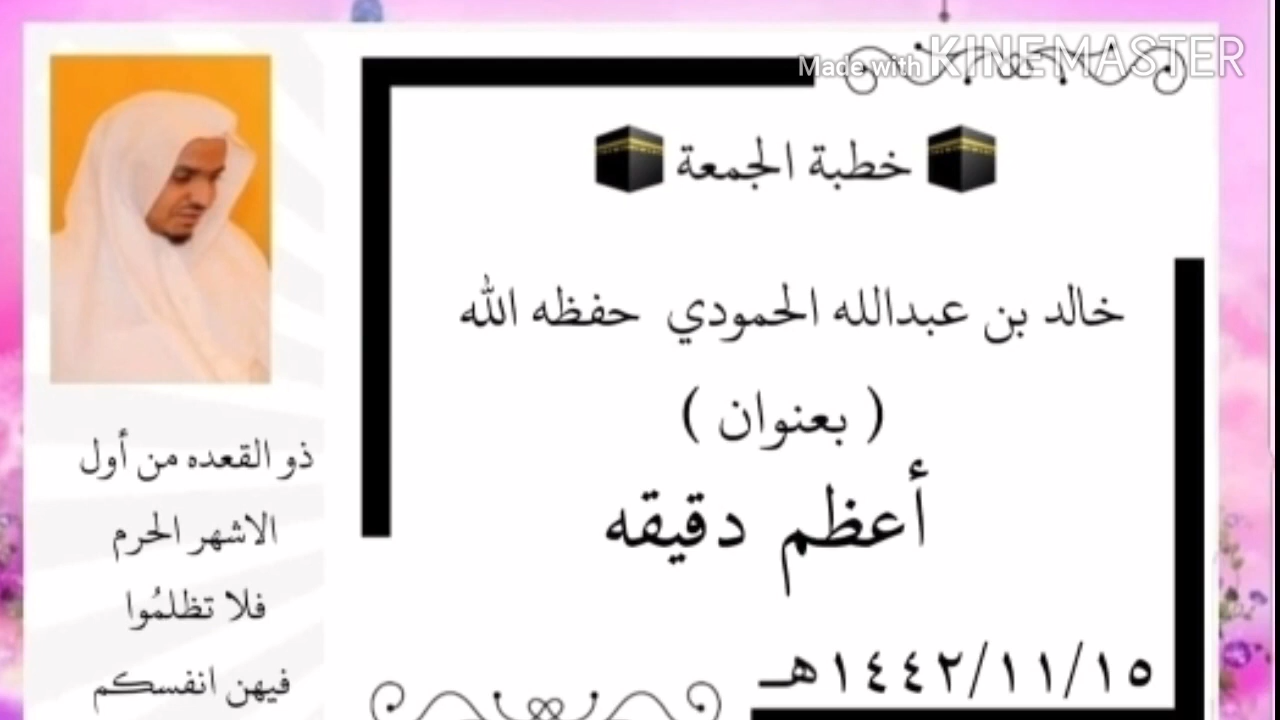 Made with KINEMASTER
خطبة الجمعة
خالد بن عبدالله الحمودي حفظه الله
( بعنوان )
أعظم دقيقه
١٤٤٢/١١/١٥هـ
ذو القعده من أول
الاشهر الحرم
فلا تظلمُوا
فيهن انفسكم